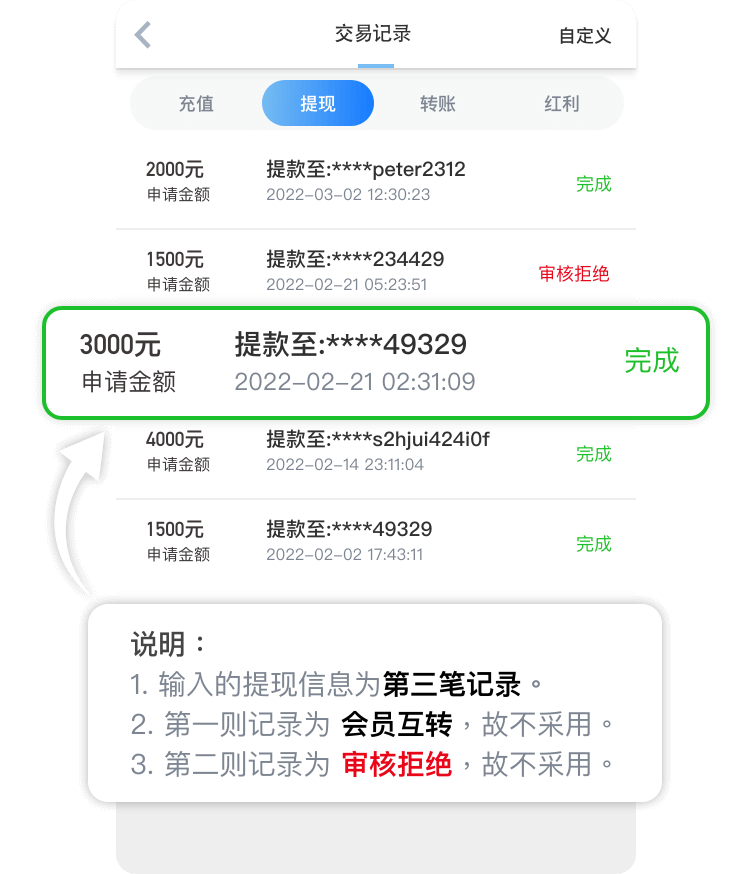 交易记录 自定义
充值 提现 转账 红利
2000元 提款至:****peter2312 完成
申请金额 2022-03-02 12:30:23
1500元 提款至:****234429 审核拒绝
申请金额 2022-02-21 05:23:51
3000元 提款至:****49329 完成
申请金额 2022-02-21 02:31:09
4000元 提款至:****s2hjui424i0f 完成
申请金额 2022-02-14 23:11:04
1500元 提款至:****49329 完成
申请金额 2022-02-02 17:43:11
说明：
1. 输入的提现信息为第三笔记录。
2. 第一则记录为 会员互转，故不采用。
3. 第二则记录为 审核拒绝，故不采用。